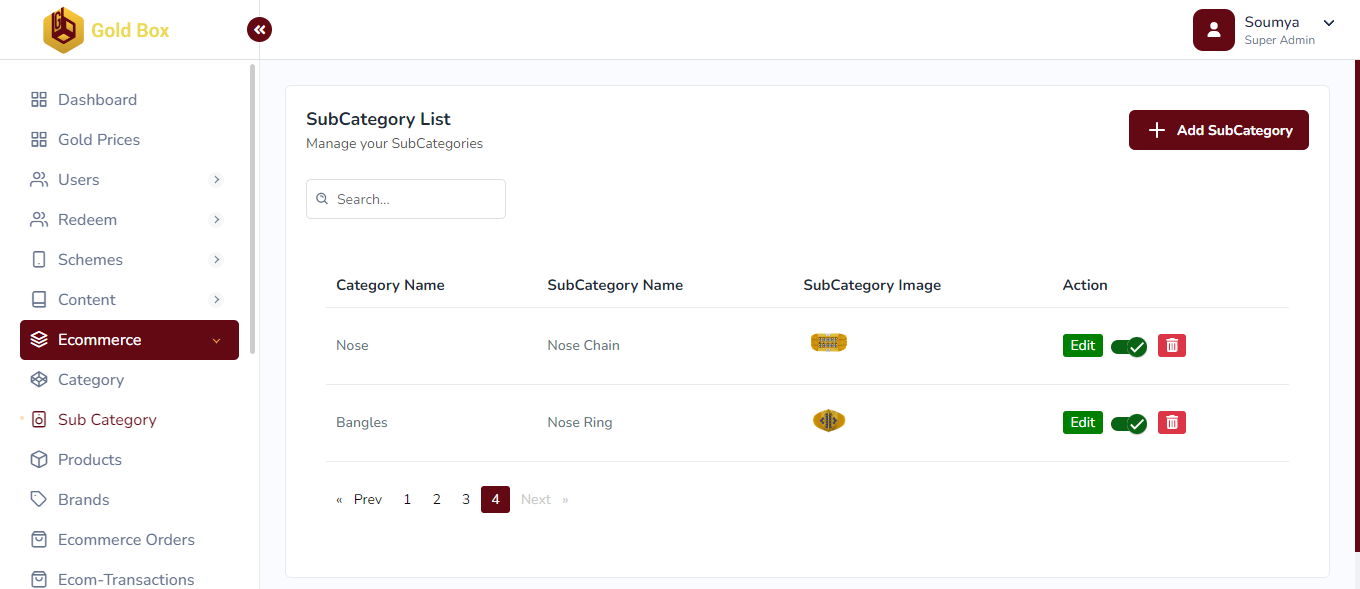 Gold Box
Soumya
Super Admin
Dashboard
Gold Prices
Users
Redeem
Schemes
Content
Ecommerce
Category
Sub Category
Products
Brands
Ecommerce Orders
Ecom-Transactions
SubCategory List
Manage your SubCategories
Add SubCategory
Search...
Category Name SubCategory Name SubCategory Image Action
Nose Nose Chain Edit
Bangles Nose Ring Edit
« Prev 1 2 3 4 Next »